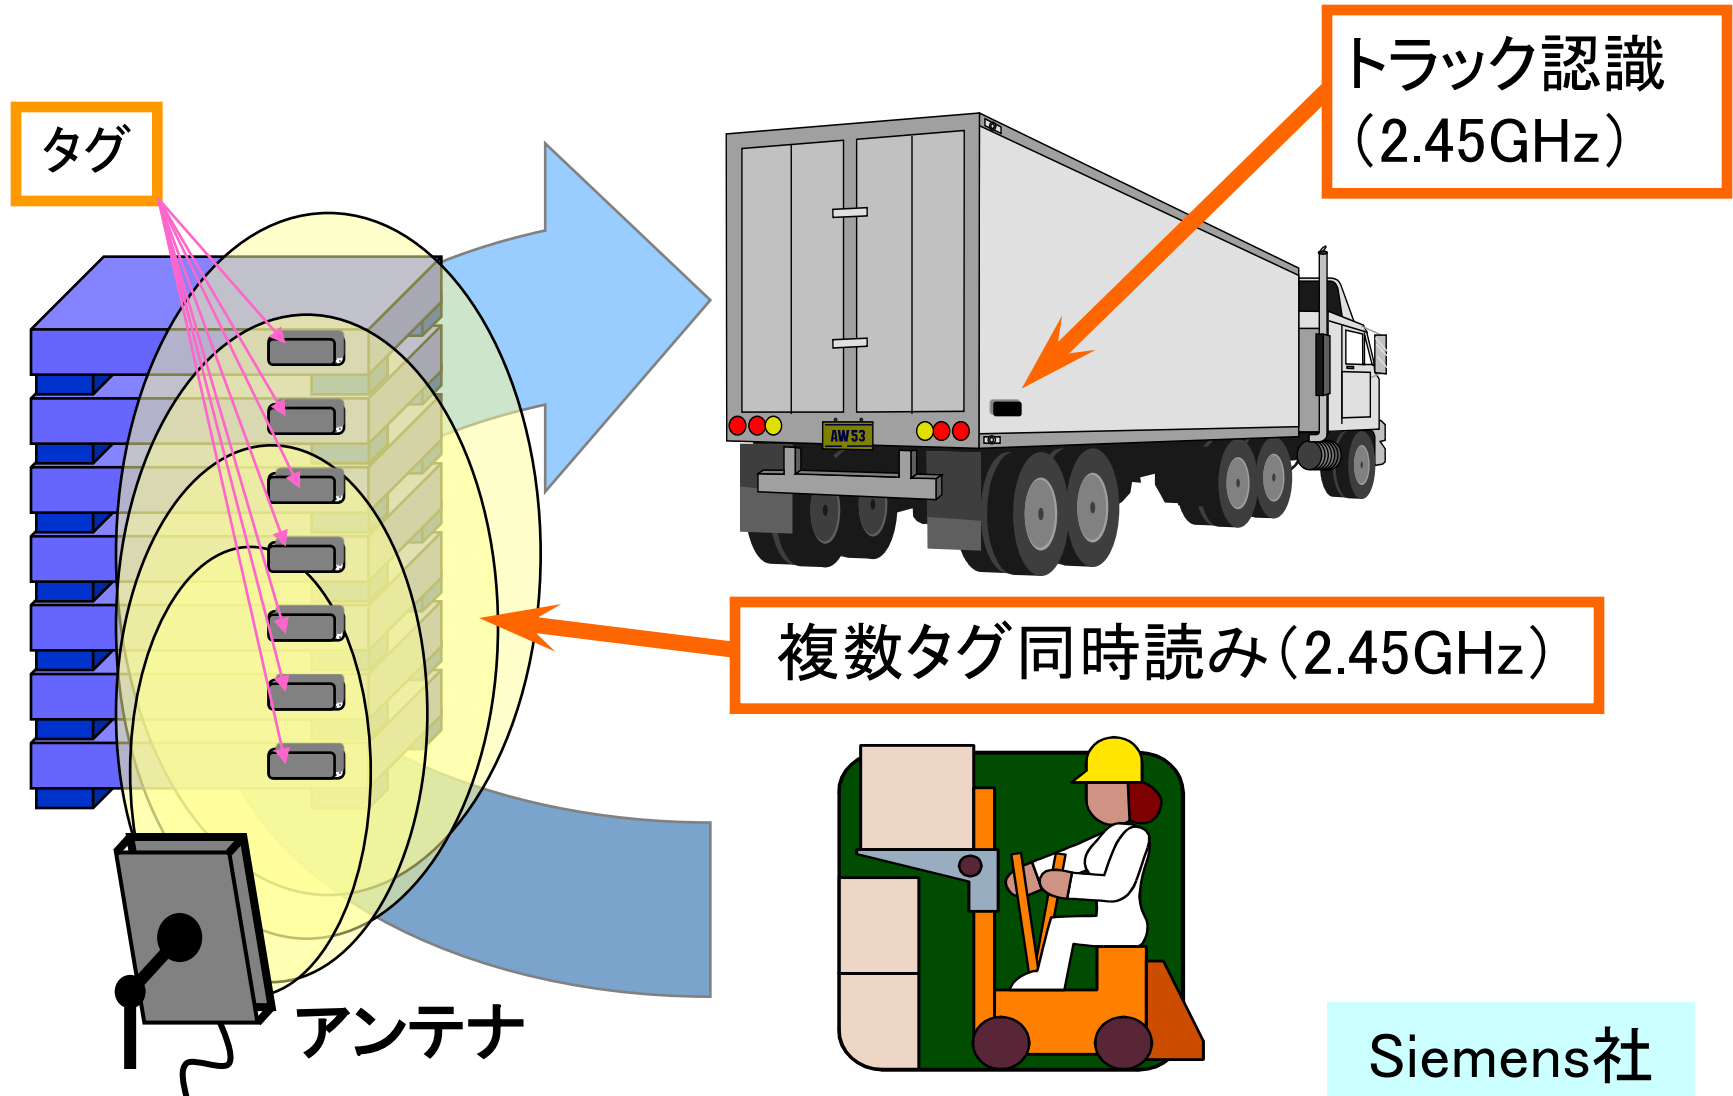 トラック認識
（2.45GHz）
タグ
AW53
複数タグ同時読み（2.45GHz）
アンテナ
Siemens社